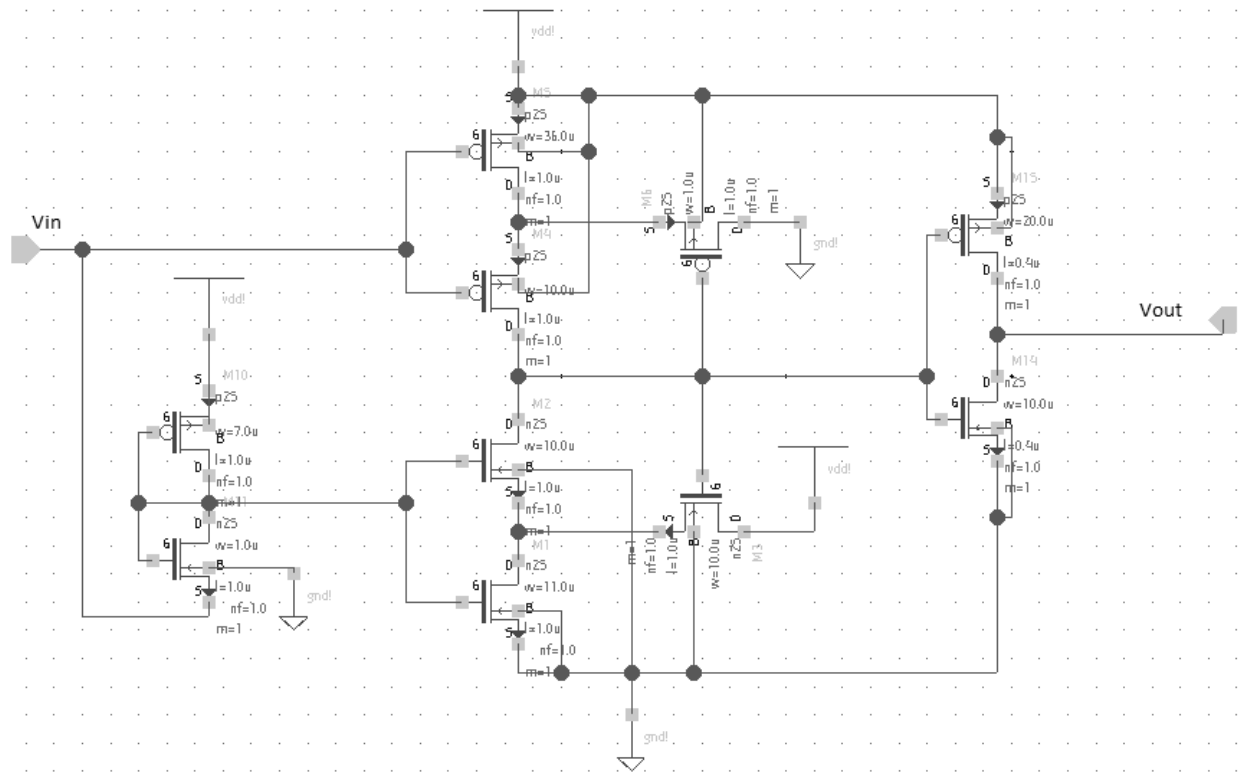 vdd!
S
M5
p25
G
w=36.0u
B
l=1.0u
D
nf=1.0
m=1
M4
S
p25
G
w=10.0u
B
l=1.0u
D
nf=1.0
m=1
M6
p25
w=1.0u
B
l=1.0u
nf=1.0
m=1
S
D
G
gnd!
Vin
vdd!
M10
S
p25
G
w=7.0u
B
l=1.0u
D
nf=1.0
m=1
D
n25
G
w=1.0u
B
l=1.0u
S
nf=1.0
m=1
gnd!
M2
D
n25
G
w=10.0u
B
l=1.0u
S
nf=1.0
m=1
M1
D
n25
G
w=11.0u
B
l=1.0u
S
nf=1.0
m=1
vdd!
G
S
D
B
m=1
nf=1.0
l=1.0u
w=10.0u
n25
M3
gnd!
M15
S
p25
G
w=20.0u
B
l=0.4u
D
nf=1.0
m=1
Vout
M14
D
n25
G
w=10.0u
B
l=0.4u
S
nf=1.0
m=1